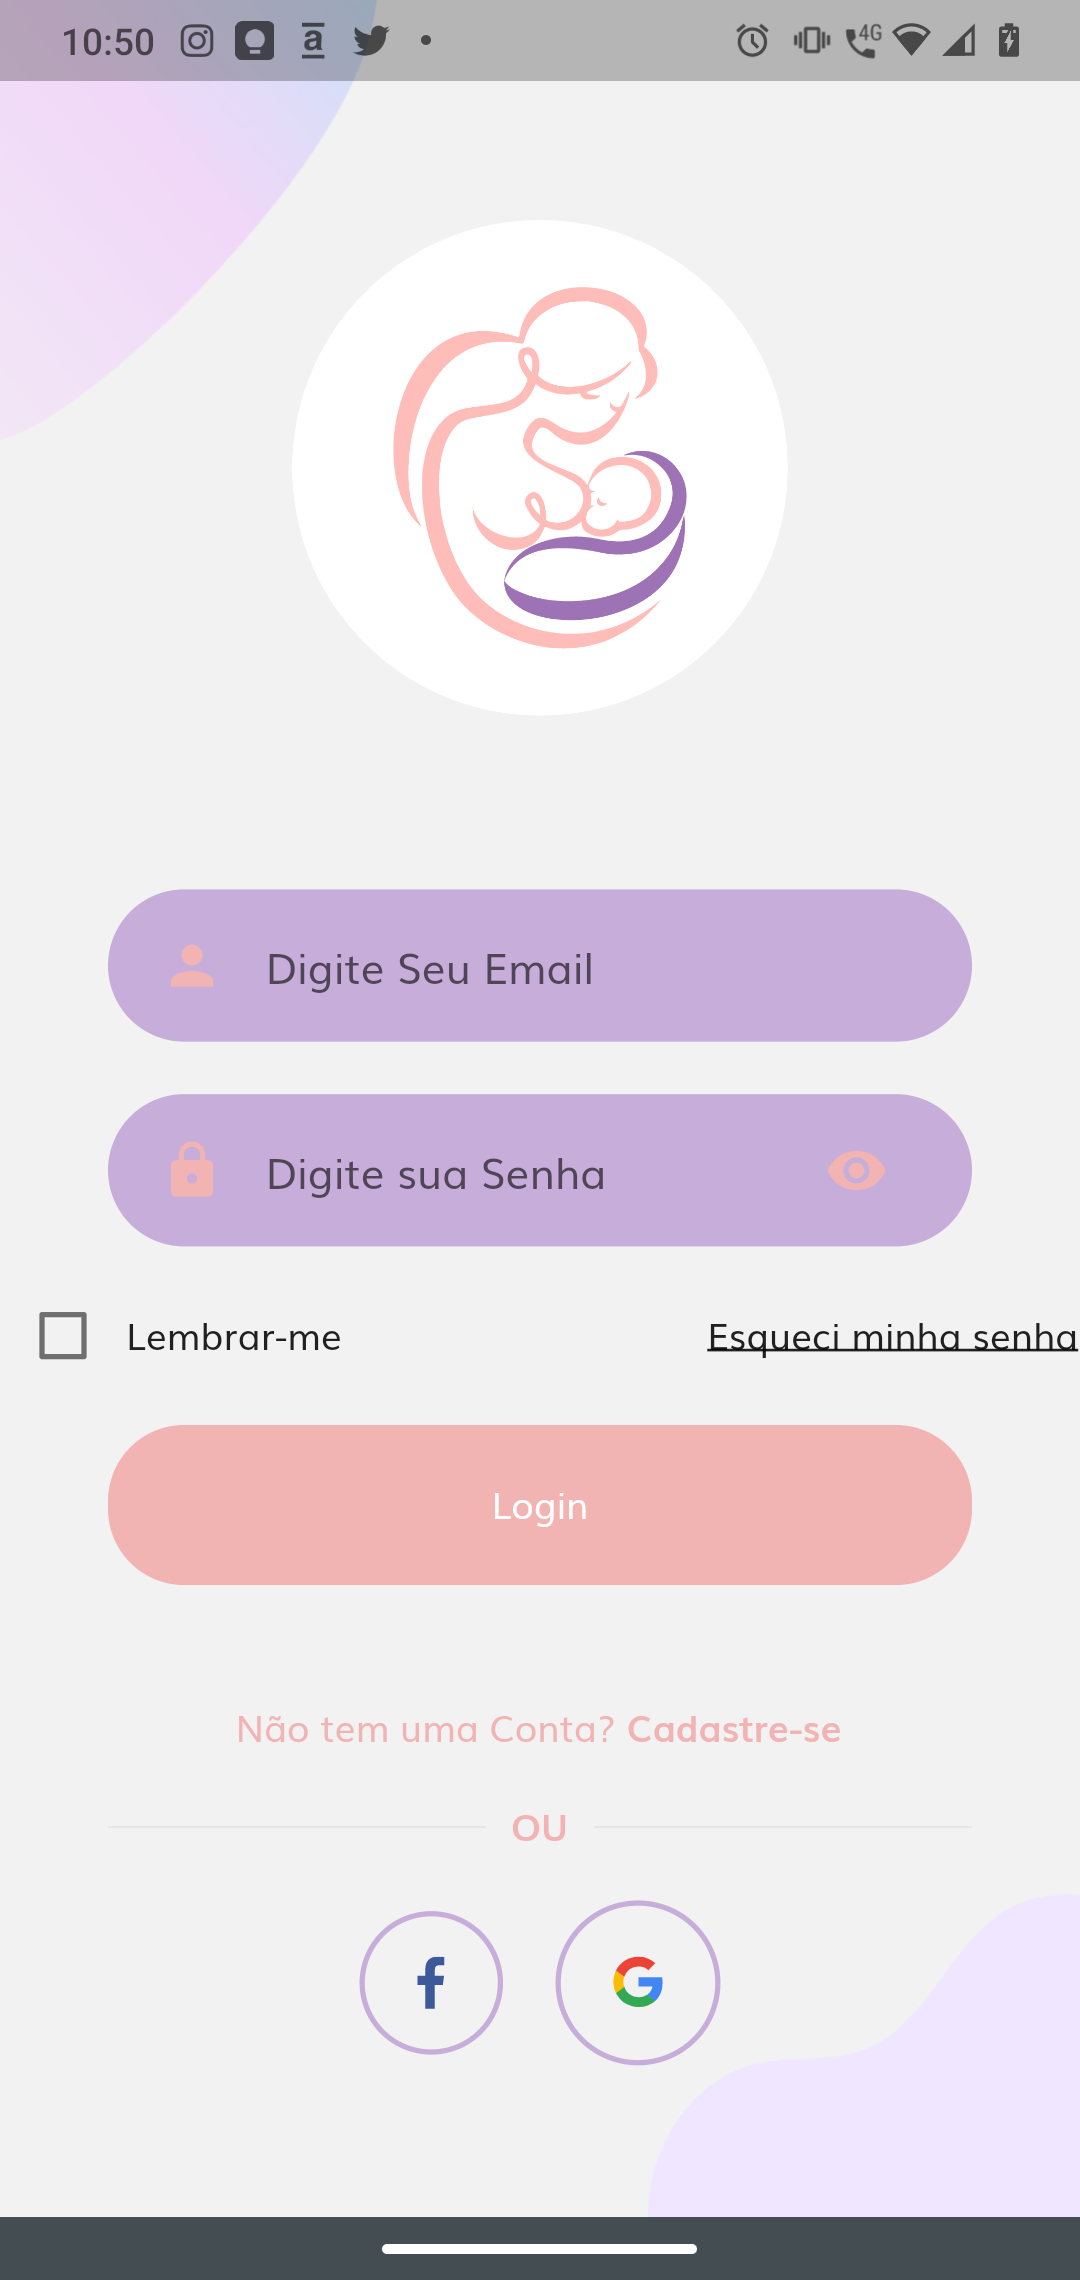 10:50 a 4G
Digite Seu Email
Digite sua Senha
Lembrar-me Esqueci minha senha
Login
Não tem uma Conta? Cadastre-se
OU